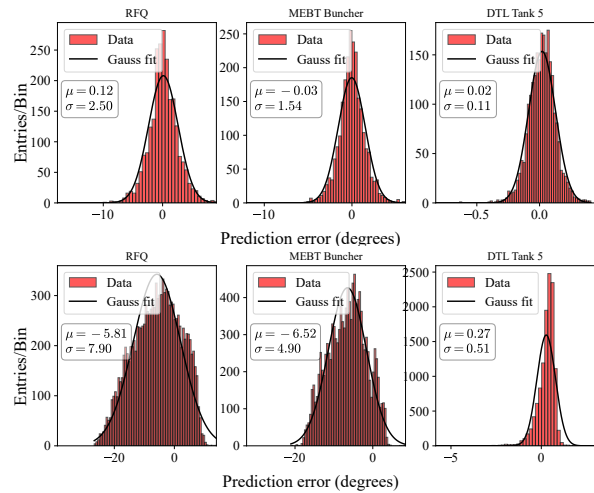 RFQ
MEBT Buncher
DTL Tank 5
Entries/Bin
250
200
150
100
50
0
−10
0
Data
Gauss fit
μ = 0.12
σ = 2.50
250
200
150
100
50
0
−10
0
Data
Gauss fit
μ = −0.03
σ = 1.54
150
100
50
0
−0.5
0.0
Data
Gauss fit
μ = 0.02
σ = 0.11
Prediction error (degrees)
RFQ
MEBT Buncher
DTL Tank 5
Entries/Bin
300
200
100
0
−20
0
Data
Gauss fit
μ = −5.81
σ = 7.90
400
300
200
100
0
−20
0
Data
Gauss fit
μ = −6.52
σ = 4.90
2500
2000
1500
1000
500
0
−5
0
Data
Gauss fit
μ = 0.27
σ = 0.51
Prediction error (degrees)